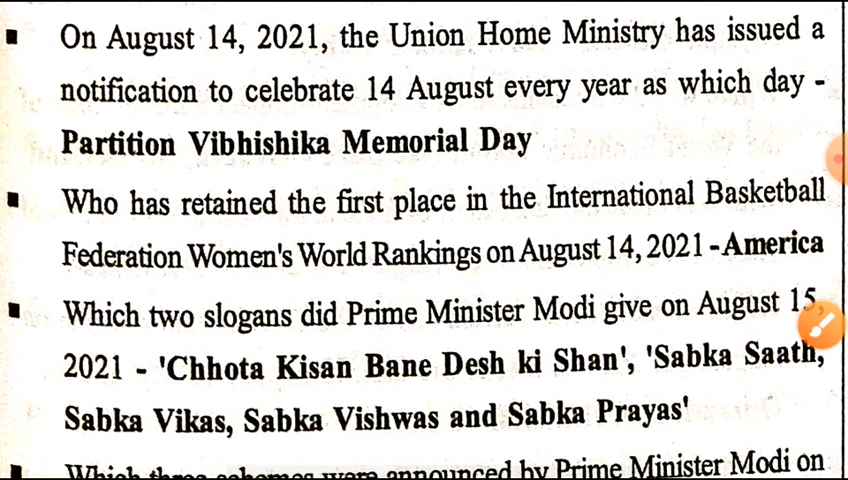 ▪ On August 14, 2021, the Union Home Ministry has issued a
notification to celebrate 14 August every year as which day -
Partition Vibhishika Memorial Day
▪ Who has retained the first place in the International Basketball
Federation Women's World Rankings on August 14, 2021 -America
▪ Which two slogans did Prime Minister Modi give on August 15,
2021 - 'Chhota Kisan Bane Desh ki Shan', 'Sabka Saath,
Sabka Vikas, Sabka Vishwas and Sabka Prayas'
▪ Which three schemes were announced by Prime Minister Modi on